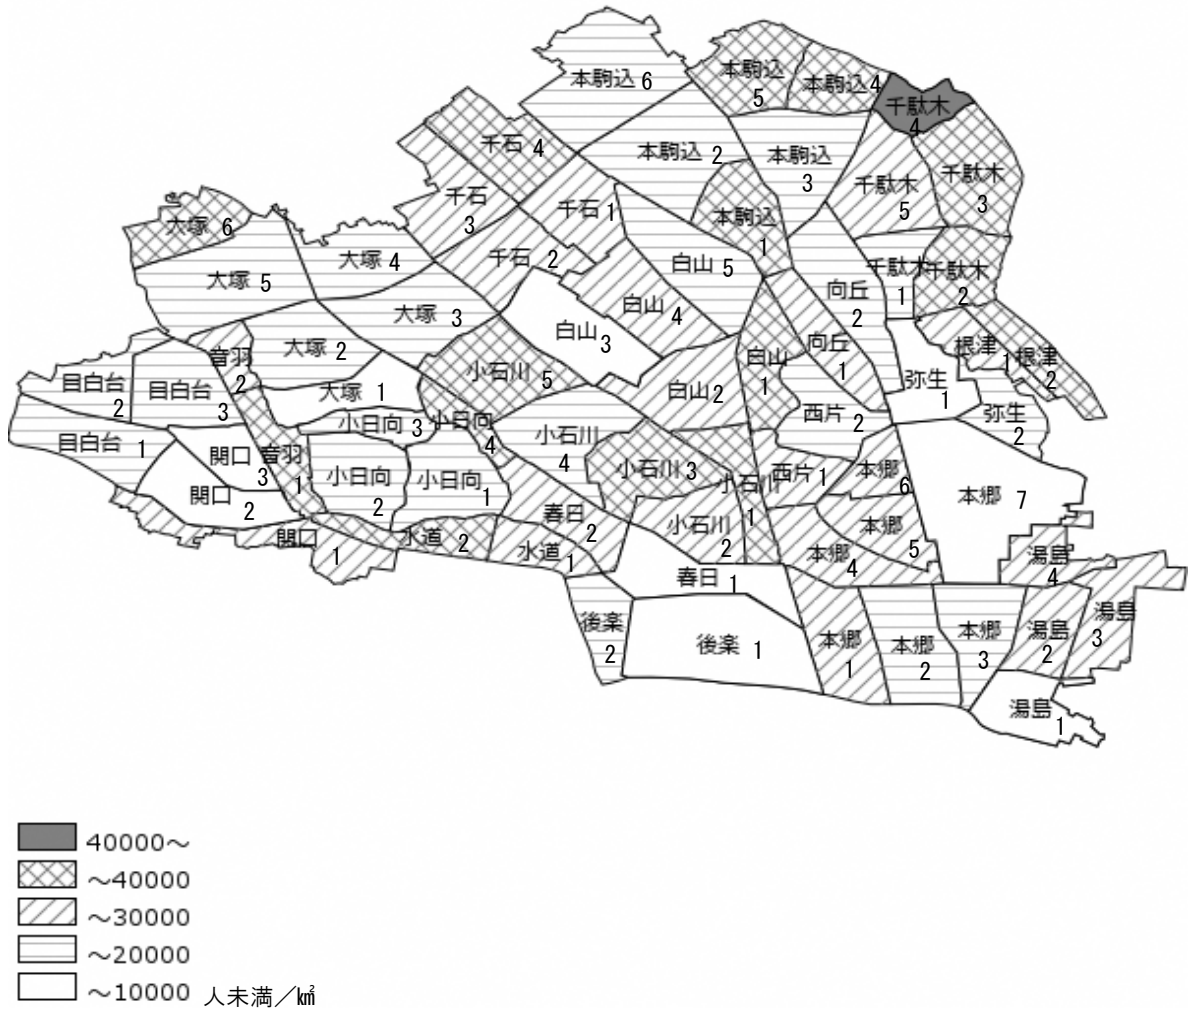 本駒込 6
本駒込 5
本駒込 4
千駄木 4
千石 4
本駒込 2
本駒込 3
千駄木 5
千駄木 3
千石 3
千石 1
本駒込 1
大塚 6
大塚 5
大塚 4
千石 2
白山 5
千駄木 1
千駄木 2
向丘 2
大塚 3
白山 4
白山 3
向丘 1
根津 1
根津 2
音羽 2
大塚 2
小石川 5
白山 1
白山 2
弥生 1
目白台 2
目白台 3
大塚 1
西片 2
弥生 2
目白台 1
小日向 3
小日向 4
小石川 4
関口 3
音羽 1
小日向 2
小日向 1
小石川 3
小石川 1
西片 1
本郷 6
本郷 7
関口 2
春日 2
小石川 2
本郷 5
関口 1
水道 2
水道 1
本郷 4
湯島 4
春日 1
後楽 2
後楽 1
本郷 1
本郷 2
本郷 3
湯島 2
湯島 3
湯島 1
40000～
～40000
～30000
～20000
～10000 人未満／㎢